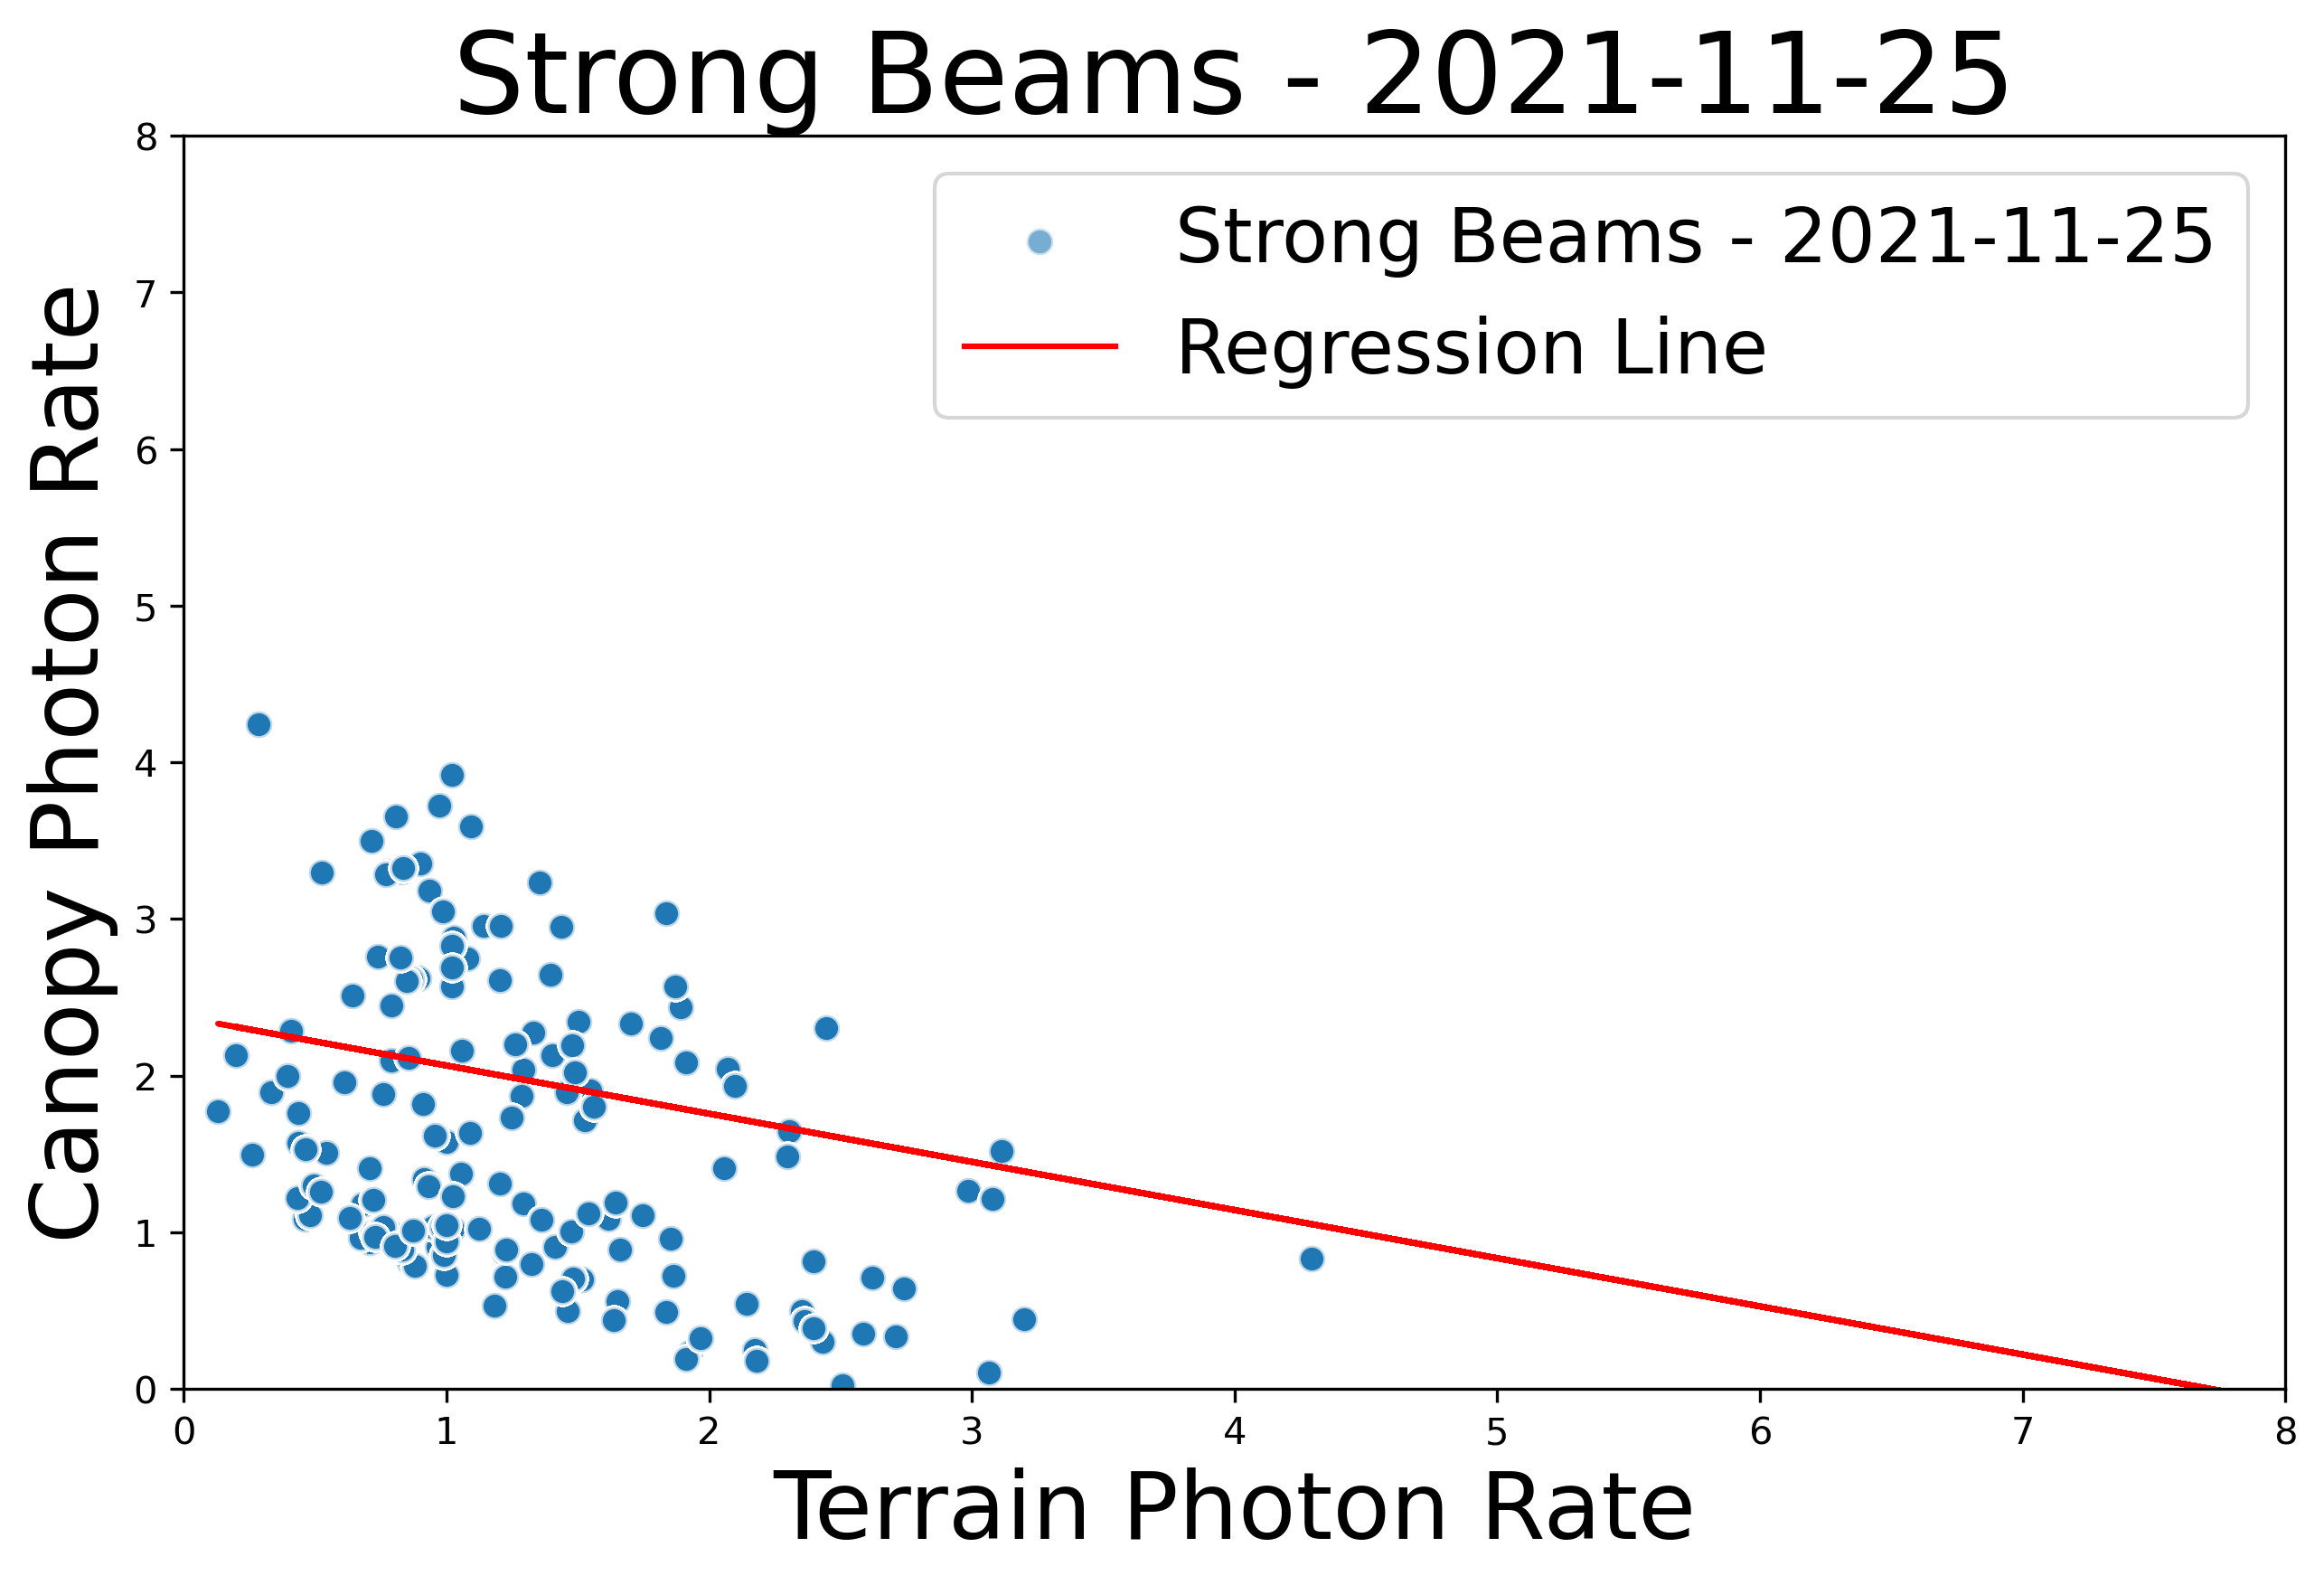 Strong Beams - 2021-11-25
Strong Beams - 2021-11-25
Regression Line
Canopy Photon Rate
8
7
6
5
4
3
2
1
0
0 1 2 3 4 5 6 7 8
Terrain Photon Rate